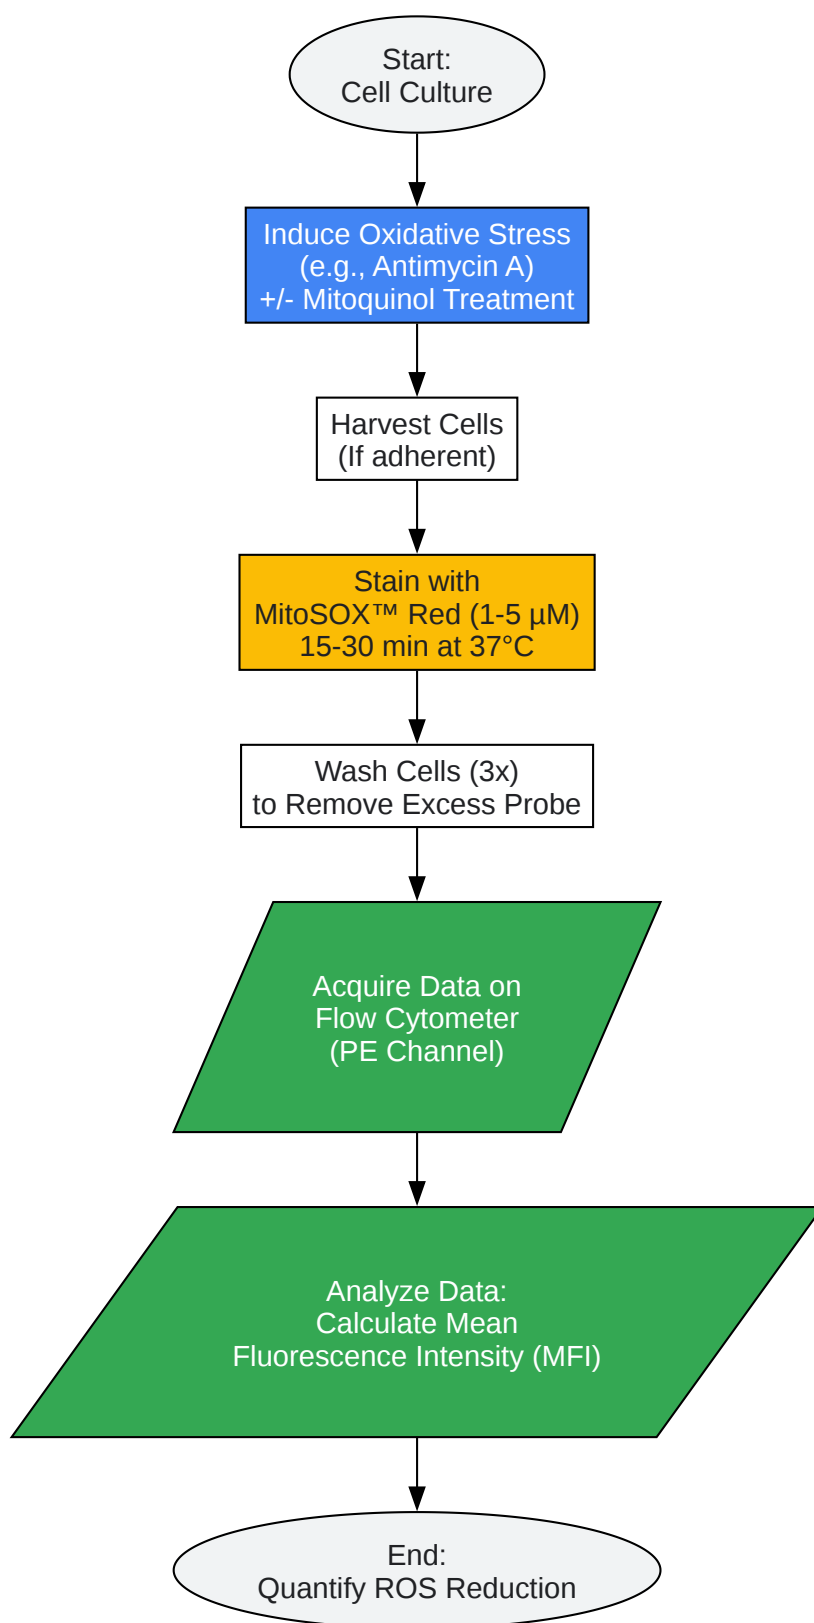 Start:
Cell Culture
Induce Oxidative Stress
(e.g., Antimycin A)
+/- Mitoquinol Treatment
Harvest Cells
(If adherent)
Stain with
MitoSOX™ Red (1-5 µM)
15-30 min at 37°C
Wash Cells (3x)
to Remove Excess Probe
Acquire Data on
Flow Cytometer
(PE Channel)
Analyze Data:
Calculate Mean
Fluorescence Intensity (MFI)
End:
Quantify ROS Reduction